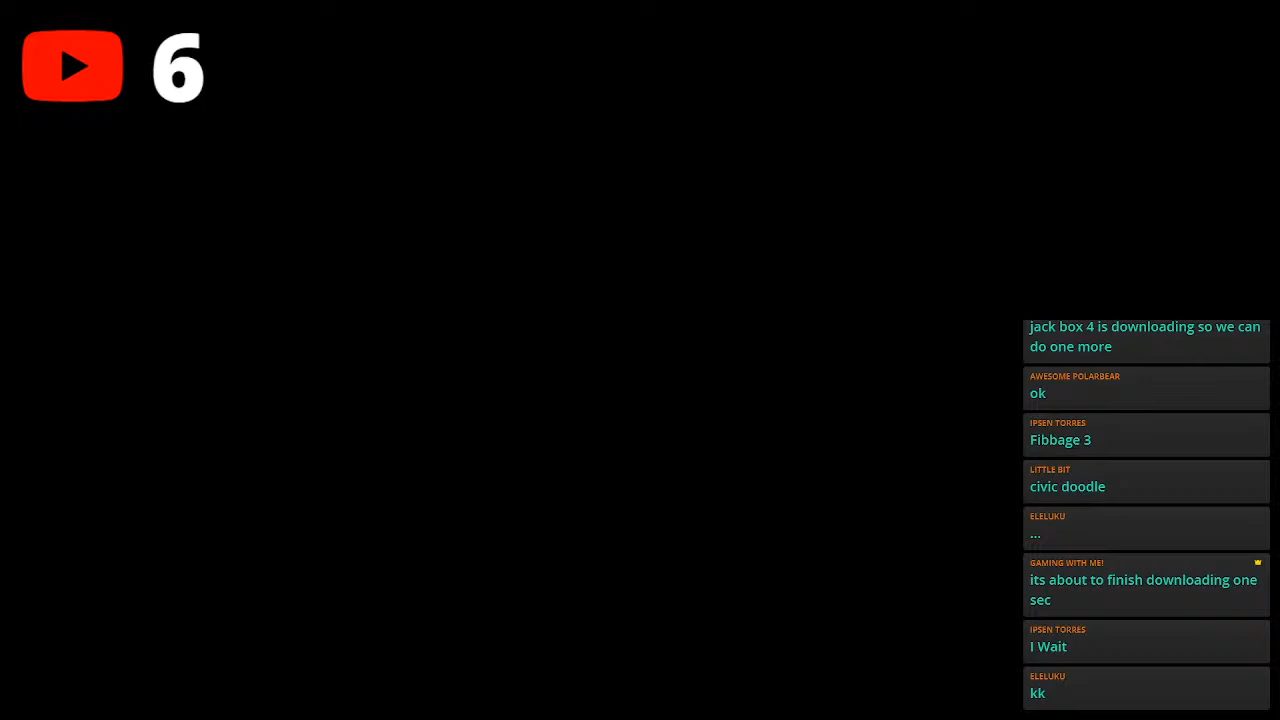 6
jack box 4 is downloading so we can
do one more
AWESOME POLARBEAR
ok
IPSEN TORRES
Fibbage 3
LITTLE BIT
civic doodle
ELELUKU
...
GAMING WITH ME!
its about to finish downloading one
sec
IPSEN TORRES
I Wait
ELELUKU
kk